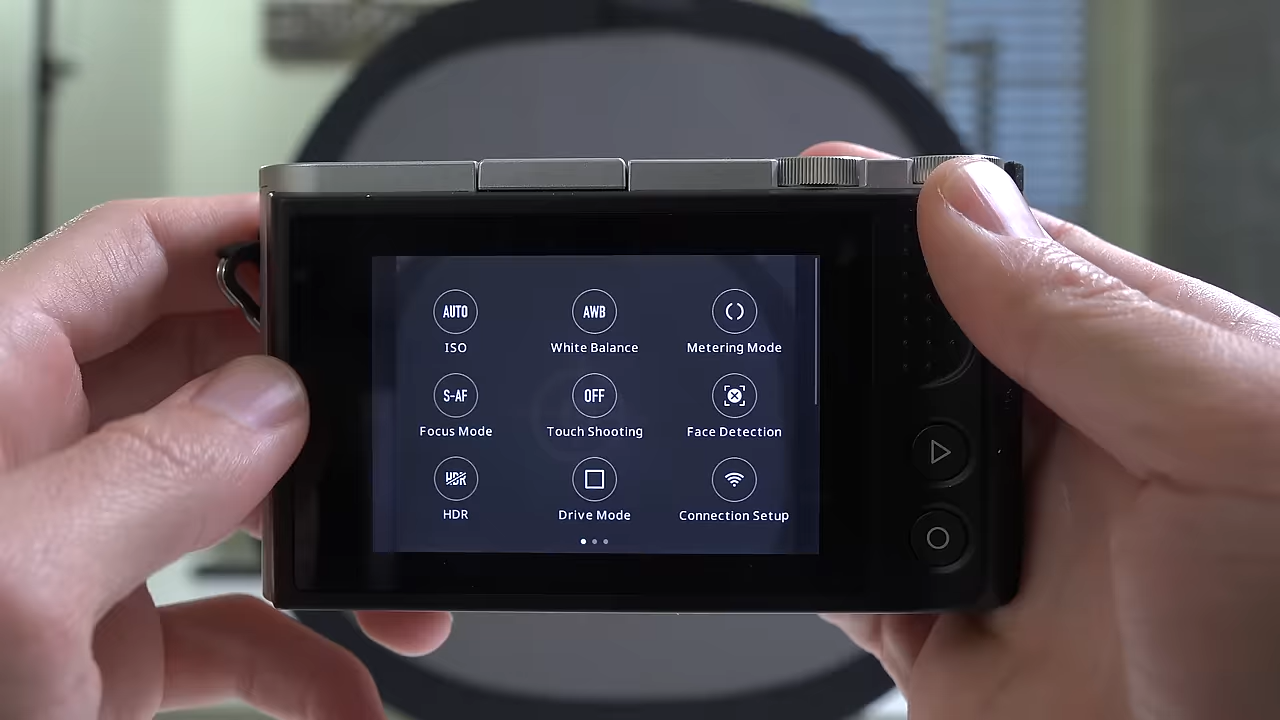 AUTO AWB
ISO White Balance Metering Mode
S-AF OFF
Focus Mode Touch Shooting Face Detection
HDR
HDR Drive Mode Connection Setup